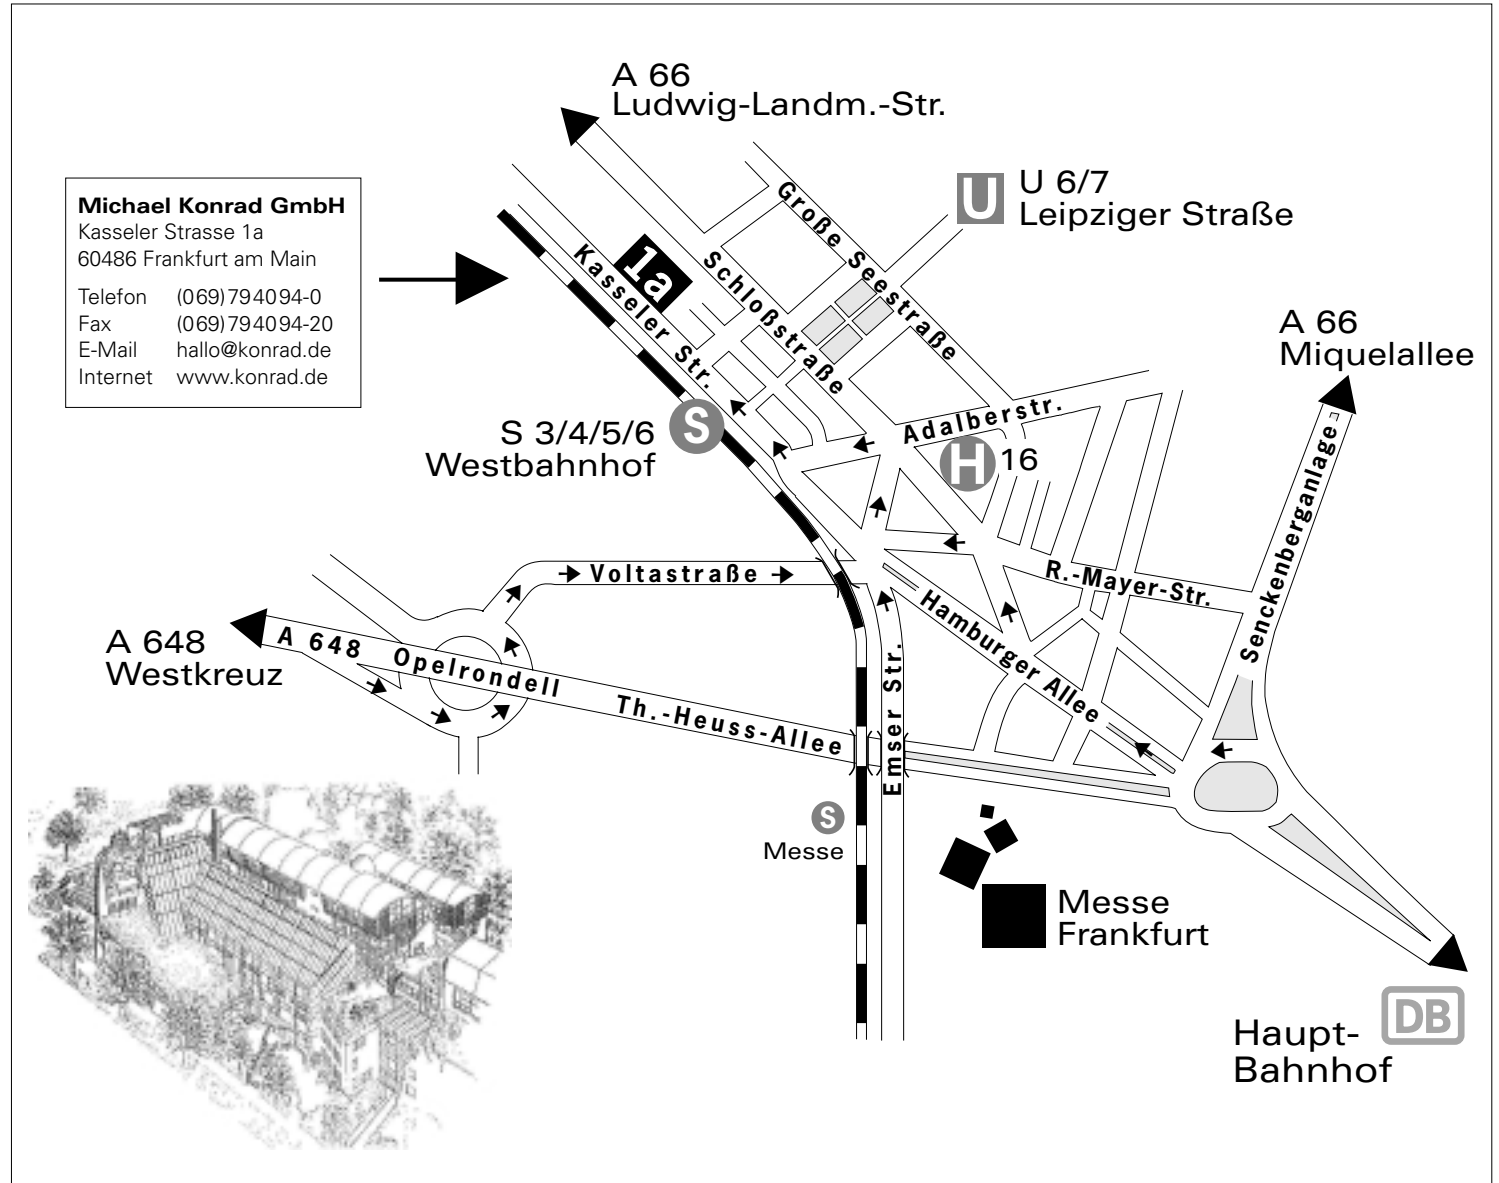 A 66
Ludwig-Landm.-Str.
U
U 6/7
Leipziger Straße
Michael Konrad GmbH
Kasseler Strasse 1a
60486 Frankfurt am Main
Telefon (069)794094-0
Fax (069)794094-20
E-Mail hallo@konrad.de
Internet www.konrad.de
Große Seestraße
1a
Schloßstraße
Kasseler Str.
A 66
Miquelallee
S 3/4/5/6
Westbahnhof
S
Adalberstr.
H 16
Senckenberganlage
Voltastraße
R.-Mayer-Str.
Hamburger Allee
A 648
Westkreuz
A 648 Opelrondell
Th.-Heuss-Allee
Emser Str.
S
Messe
Messe
Frankfurt
DB
Haupt-
Bahnhof